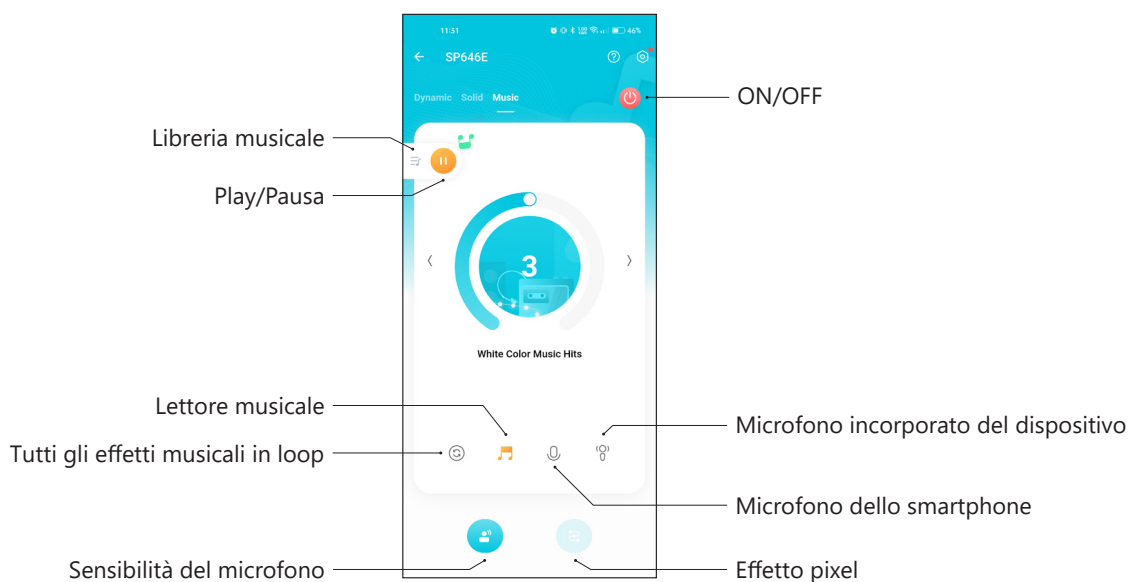 11:31
46%
SP646E
Dynamic Solid Music
ON/OFF
Libreria musicale
Play/Pausa
3
White Color Music Hits
Lettore musicale
Microfono incorporato del dispositivo
Tutti gli effetti musicali in loop
Microfono dello smartphone
Sensibilità del microfono
Effetto pixel